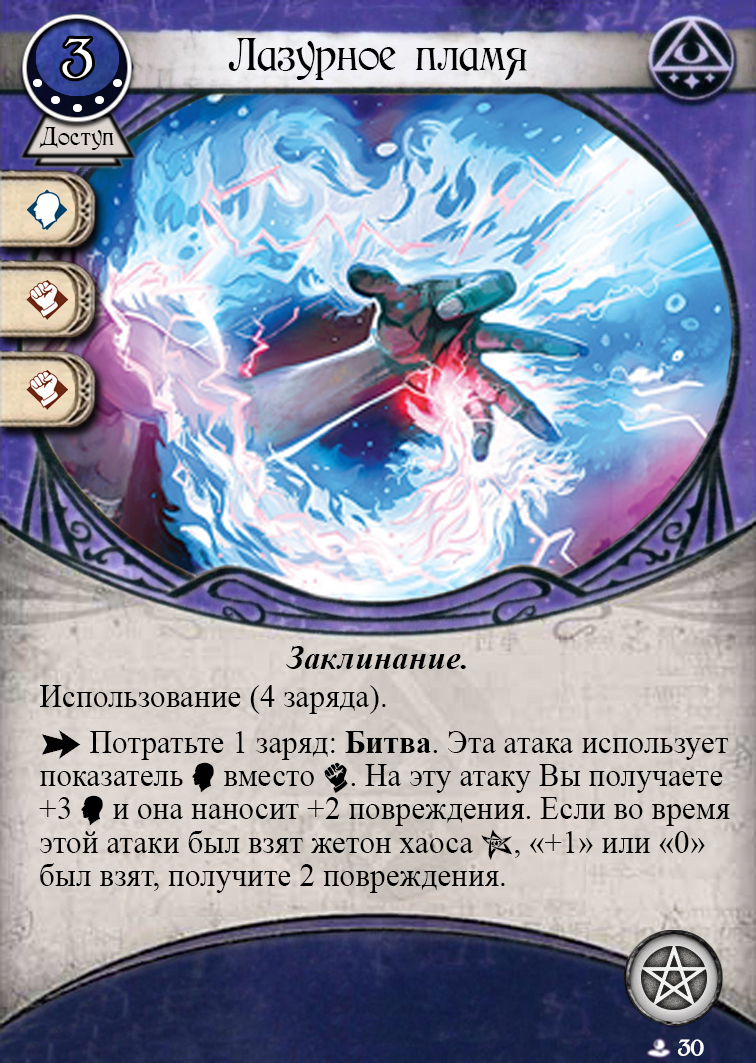 3
Лазурное пламя
Доступ
Заклинание.
Использование (4 заряда).
Потратьте 1 заряд: Битва. Эта атака использует
показатель вместо . На эту атаку Вы получаете
+3 и она наносит +2 повреждения. Если во время
этой атаки был взят жетон хаоса , «+1» или «0»
был взят, получите 2 повреждения.
30